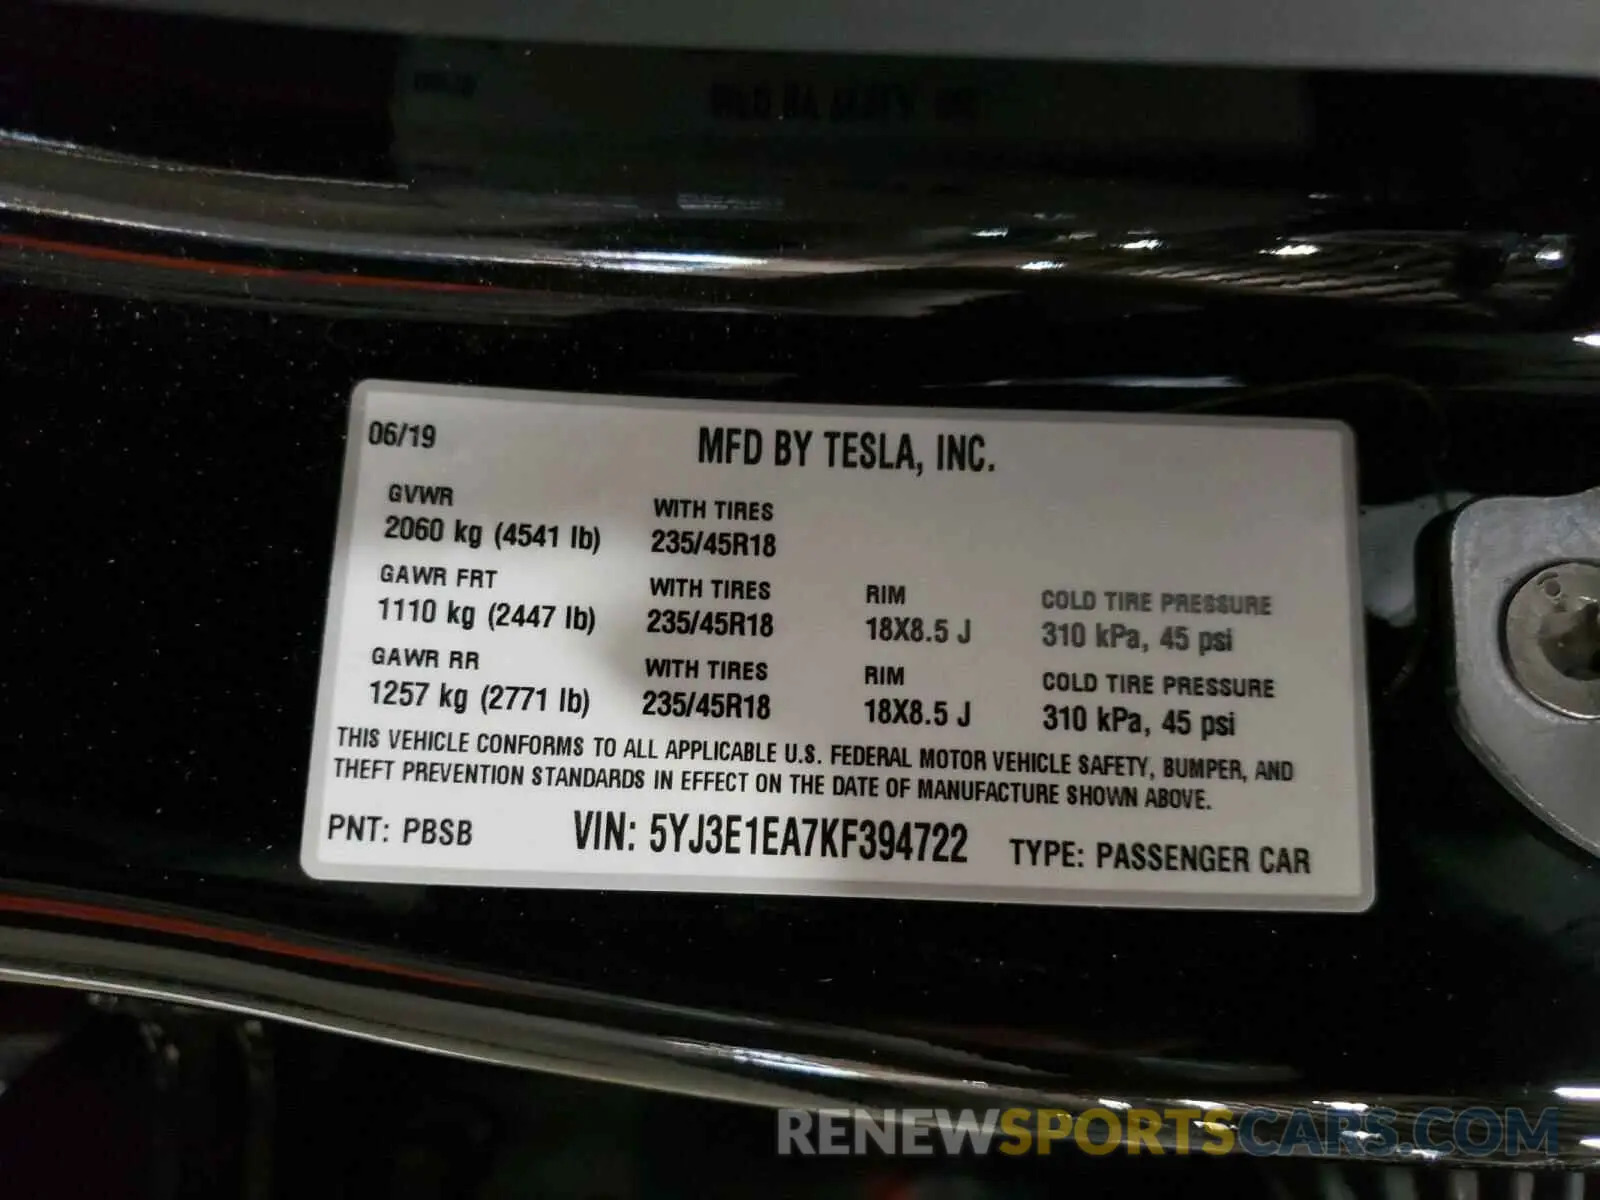 06/19
MFD BY TESLA, INC.
GVWR
2060 kg (4541 lb)
WITH TIRES
235/45R18
GAWR FRT
1110 kg (2447 lb)
WITH TIRES
235/45R18
RIM
18X8.5 J
COLD TIRE PRESSURE
310 kPa, 45 psi
GAWR RR
1257 kg (2771 lb)
WITH TIRES
235/45R18
RIM
18X8.5 J
COLD TIRE PRESSURE
310 kPa, 45 psi
THIS VEHICLE CONFORMS TO ALL APPLICABLE U.S. FEDERAL MOTOR VEHICLE SAFETY, BUMPER, AND
THEFT PREVENTION STANDARDS IN EFFECT ON THE DATE OF MANUFACTURE SHOWN ABOVE.
PNT: PBSB
VIN: 5YJ3E1EA7KF394722
TYPE: PASSENGER CAR
RENEWSPORTSCARS.COM